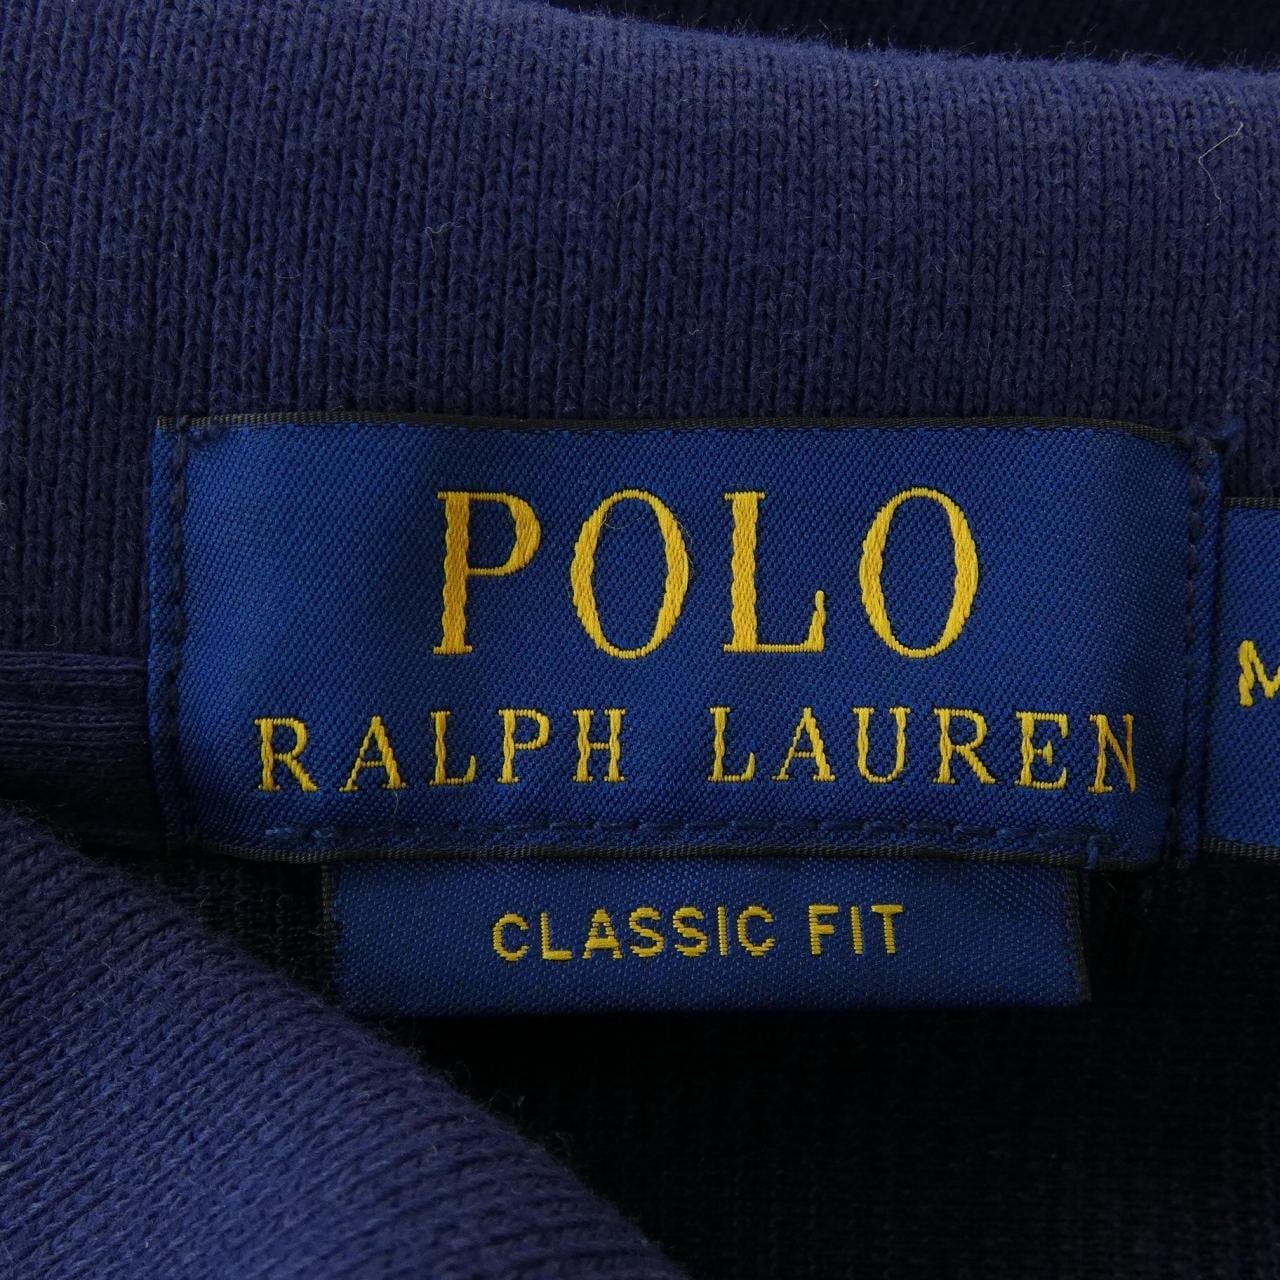 POLO
RALPH LAUREN
M
CLASSIC FIT